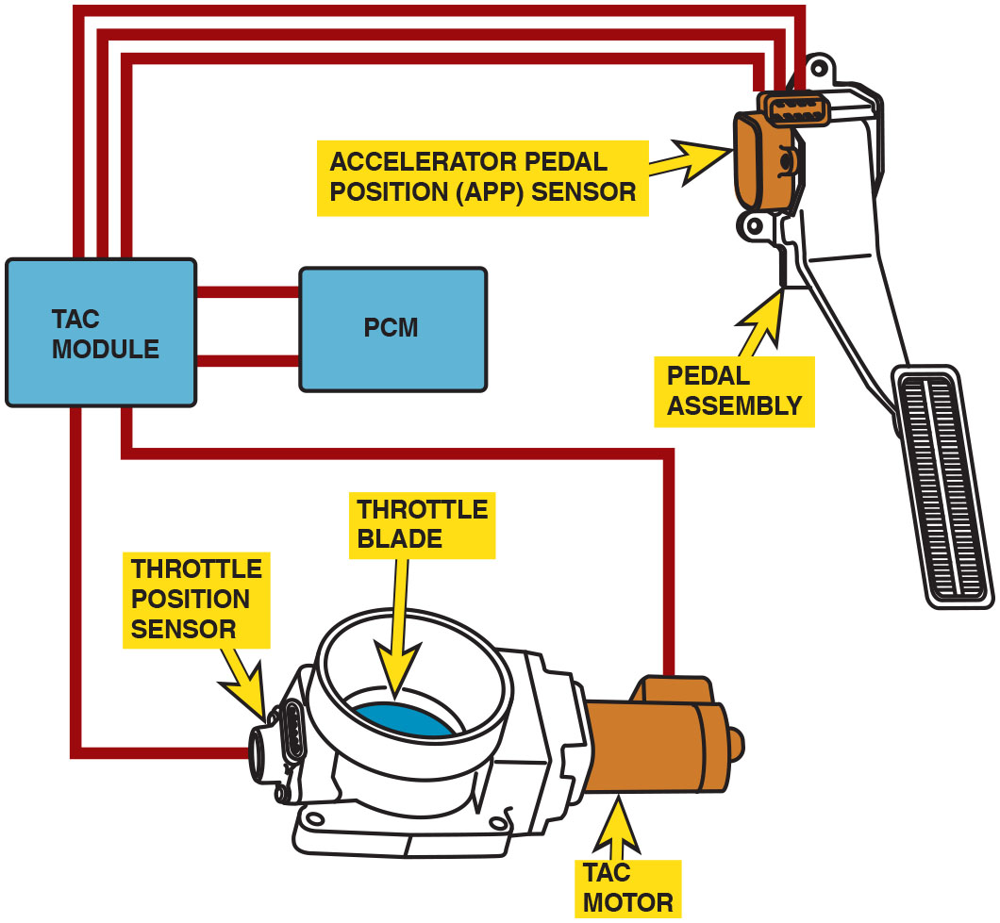 ACCELERATOR PEDAL
POSITION (APP) SENSOR
TAC
MODULE
PCM
PEDAL
ASSEMBLY
THROTTLE
BLADE
THROTTLE
POSITION
SENSOR
TAC
MOTOR